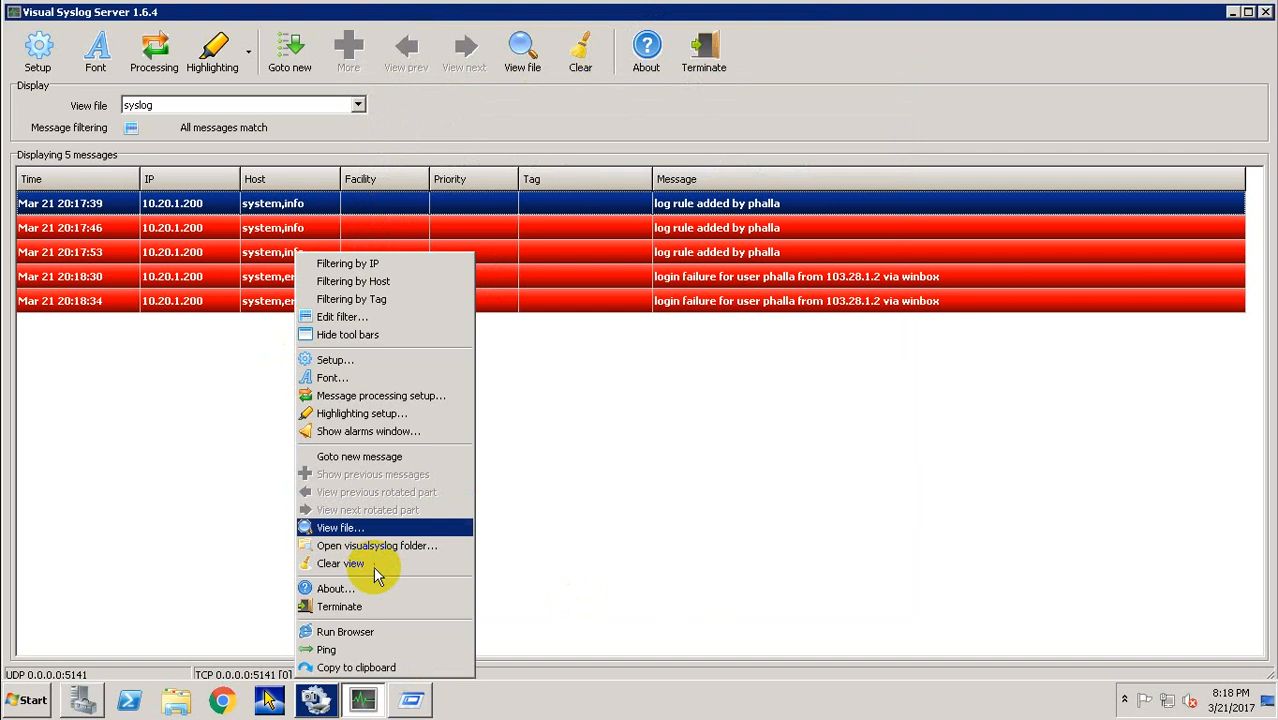 Visual Syslog Server 1.6.4
Setup Font Processing Highlighting Goto new More View prev View next View file Clear About Terminate
Display
View file syslog
Message filtering All messages match
Displaying 5 messages
Time IP Host Facility Priority Tag Message
Mar 21 20:17:39 10.20.1.200 system,info log rule added by phalla
Mar 21 20:17:46 10.20.1.200 system,info log rule added by phalla
Mar 21 20:17:53 10.20.1.200 system,info log rule added by phalla
Mar 21 20:18:30 10.20.1.200 system,er login failure for user phalla from 103.28.1.2 via winbox
Mar 21 20:18:34 10.20.1.200 system,er login failure for user phalla from 103.28.1.2 via winbox
Filtering by IP
Filtering by Host
Filtering by Tag
Edit filter...
Hide tool bars
Setup...
Font...
Message processing setup...
Highlighting setup...
Show alarms window...
Goto new message
Show previous messages
View previous rotated part
View next rotated part
View file...
Open visualsyslog folder...
Clear view
About...
Terminate
Run Browser
Ping
Copy to clipboard
UDP 0.0.0.0:5141 TCP 0.0.0.0:5141 [0]
Start
8:18 PM
3/21/2017